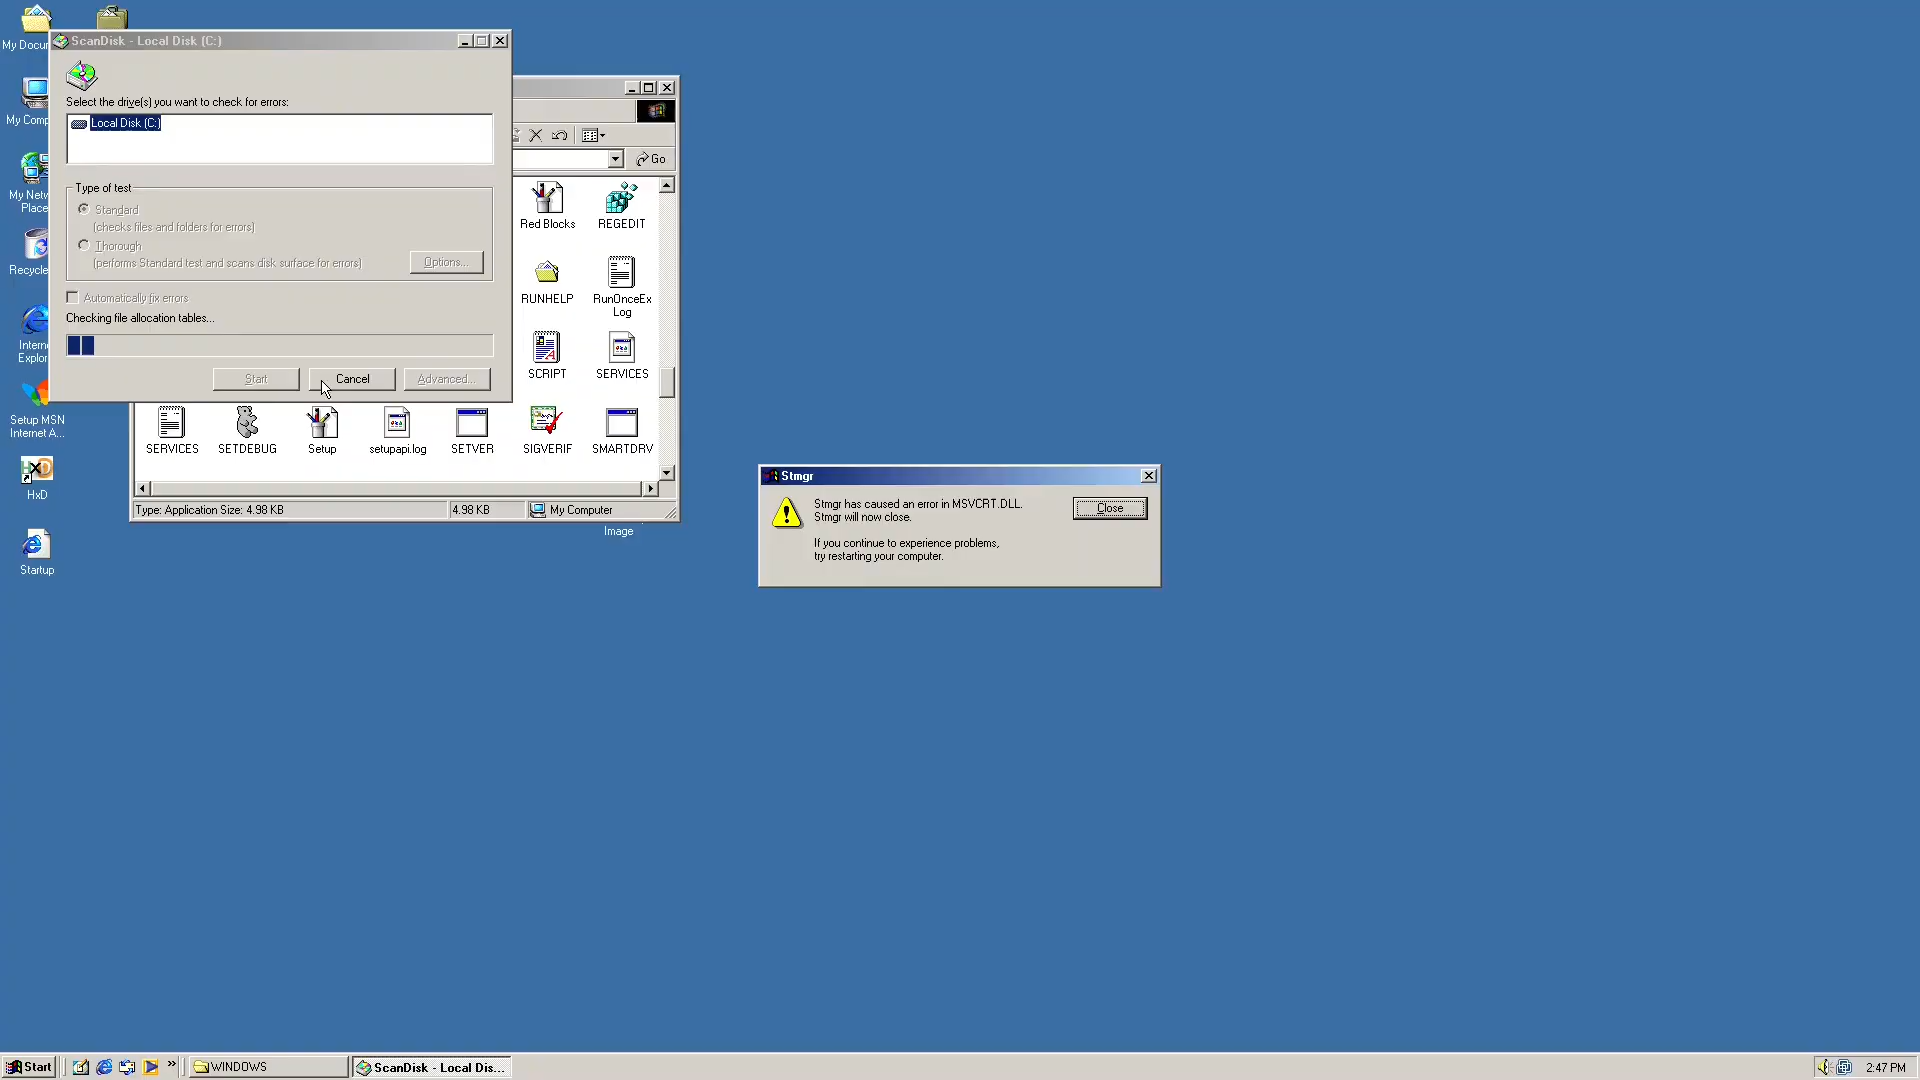 My Docu
My Comp
My Netw
Place
Recycle
Intern
Explor
Setup MSN
Internet A...
HxD
Startup
ScanDisk - Local Disk (C:)
Select the drive(s) you want to check for errors:
Local Disk (C:)
Type of test
Standard
(checks files and folders for errors)
Thorough
(performs Standard test and scans disk surface for errors)
Options...
Automatically fix errors
Checking file allocation tables...
Start
Cancel
Advanced...
Go
Red Blocks
REGEDIT
RUNHELP
RunOnceEx
Log
SCRIPT
SERVICES
SERVICES
SETDEBUG
Setup
setupapi.log
SETVER
SIGVERIF
SMARTDRV
Type: Application Size: 4.98 KB
4.98 KB
My Computer
Image
Stmgr
Stmgr has caused an error in MSVCRT.DLL.
Stmgr will now close.
If you continue to experience problems,
try restarting your computer.
Close
Start
WINDOWS
ScanDisk - Local Dis...
2:47 PM